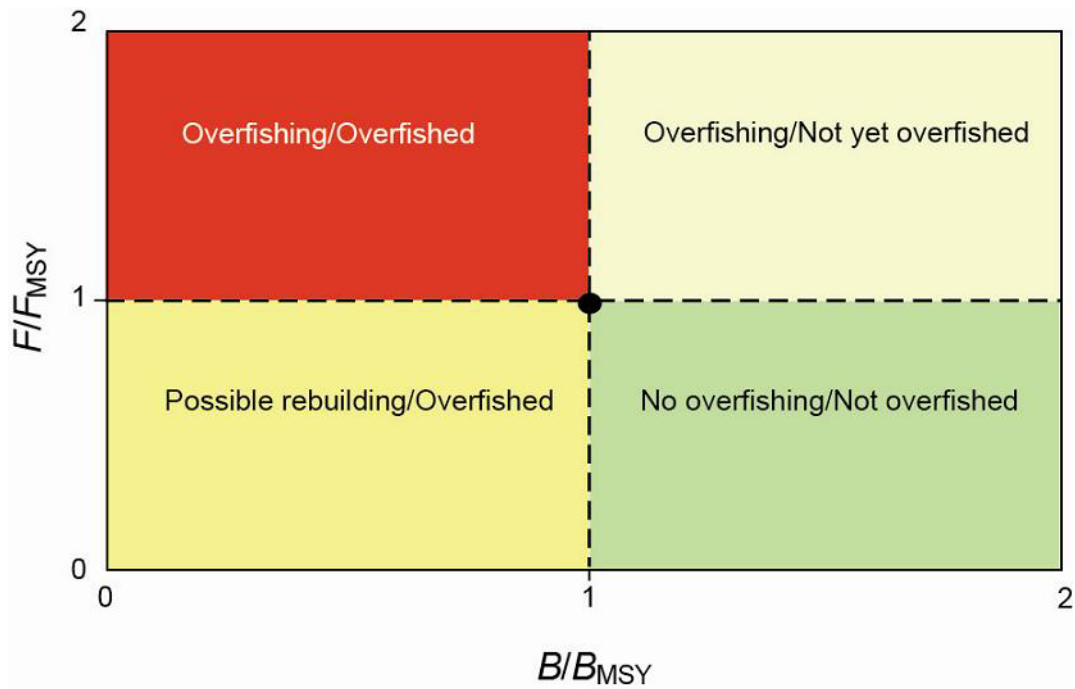 2
Overfishing/Overfished
Overfishing/Not yet overfished
F/FMSY
1
Possible rebuilding/Overfished
No overfishing/Not overfished
0
0
1
2
B/BMSY